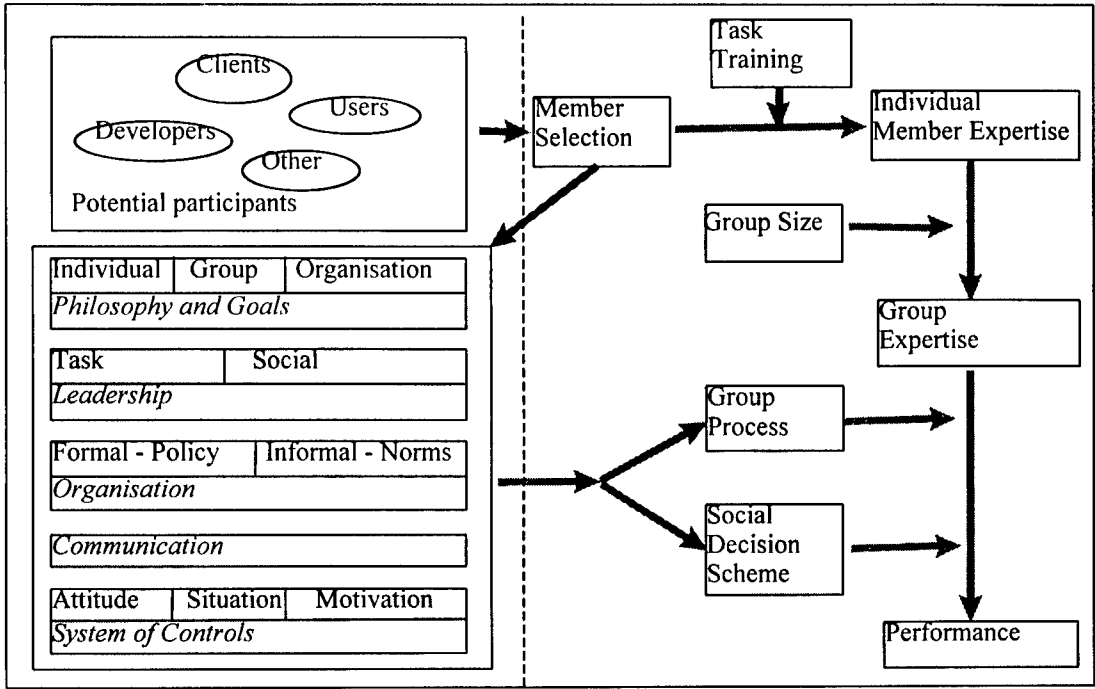 Clients
Users
Developers
Other
Potential participants
Individual Group Organisation
Philosophy and Goals
Task Social
Leadership
Formal - Policy Informal - Norms
Organisation
Communication
Attitude Situation Motivation
System of Controls
Member
Selection
Task
Training
Individual
Member Expertise
Group Size
Group
Expertise
Group
Process
Social
Decision
Scheme
Performance